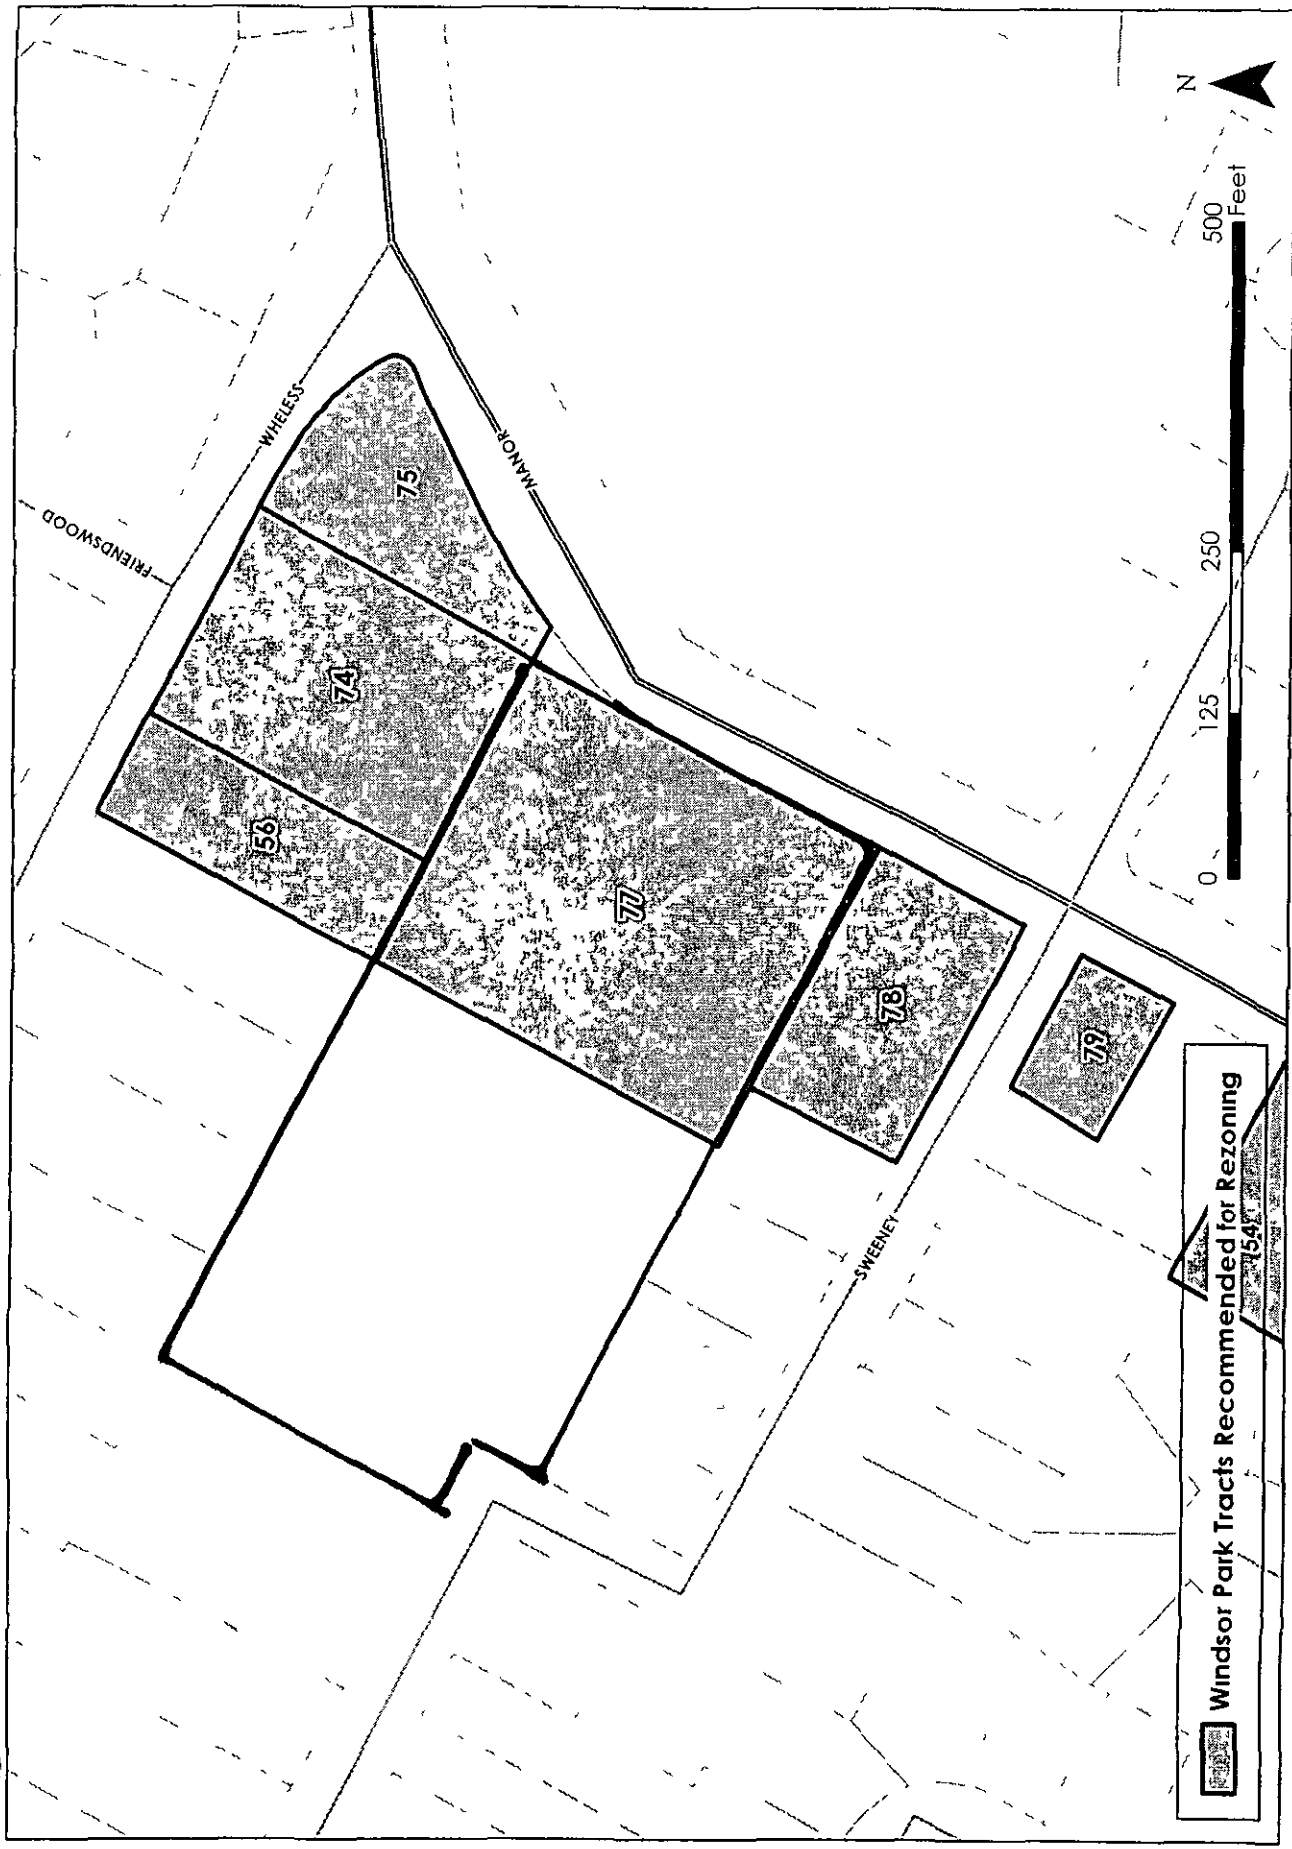 FRIENDSWOOD
WHELESS
75
MANOR
74
56
77
78
79
SWEENEY
154
Windsor Park Tracts Recommended for Rezoning
0 125 250 500
Feet
N